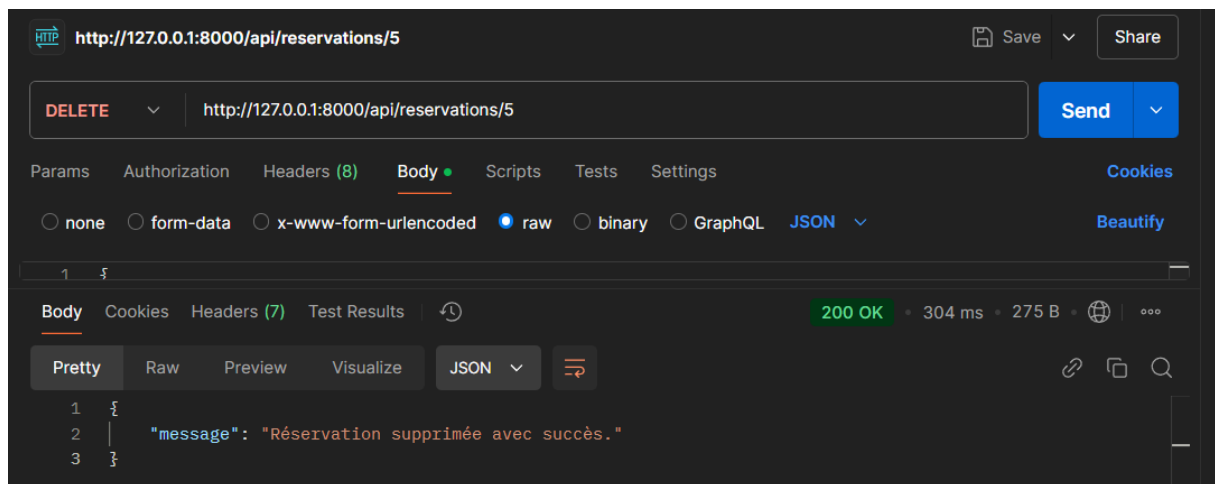 HTTP http://127.0.0.1:8000/api/reservations/5 Save Share
DELETE http://127.0.0.1:8000/api/reservations/5 Send
Params Authorization Headers (8) Body Scripts Tests Settings Cookies
none form-data x-www-form-urlencoded raw binary GraphQL JSON Beautify
1 {
Body Cookies Headers (7) Test Results 200 OK 304 ms 275 B
Pretty Raw Preview Visualize JSON
1 {
2 "message": "Réservation supprimée avec succès."
3 }